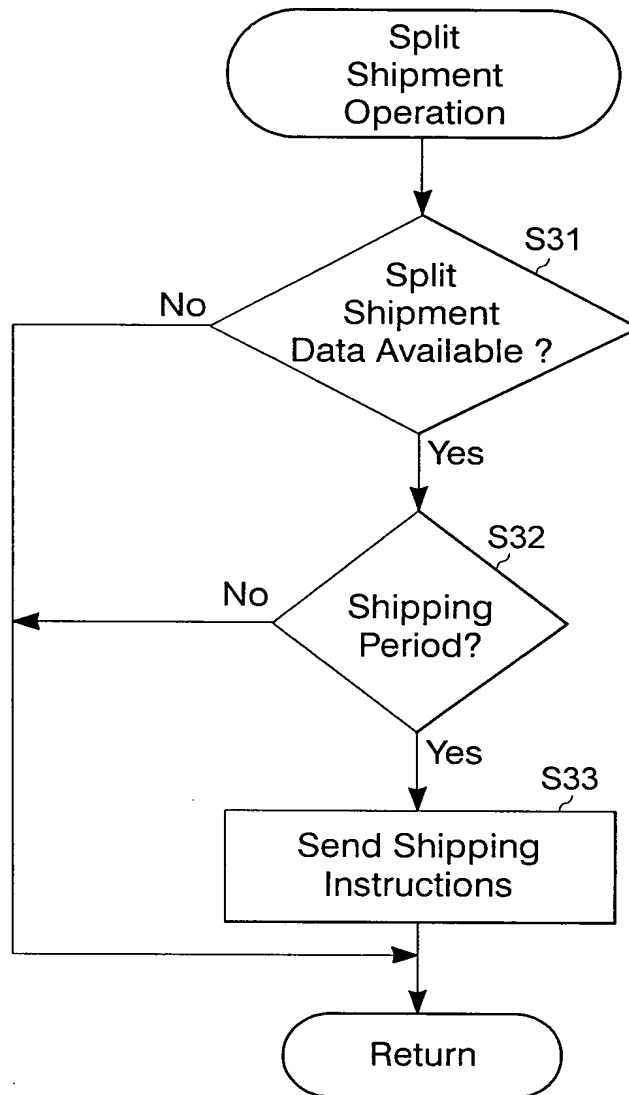 Split
Shipment
Operation
S31
Split
Shipment
Data Available ?
No
Yes
S32
Shipping
Period?
No
Yes
S33
Send Shipping
Instructions
Return